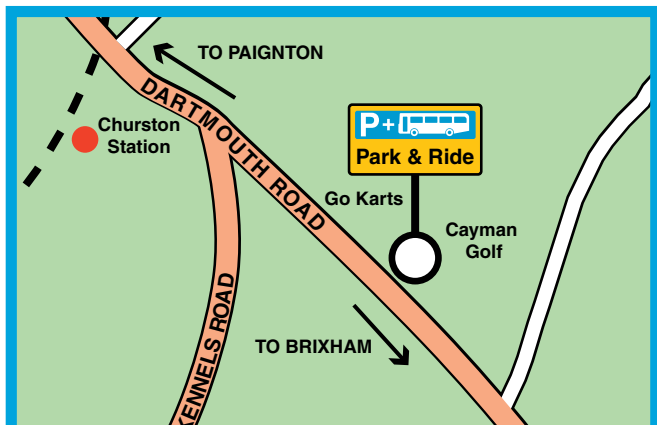 TO PAIGNTON
DARTMOUTH ROAD
Churston
Station
P+
Park & Ride
Go Karts
Cayman
Golf
KENNELS ROAD
TO BRIXHAM